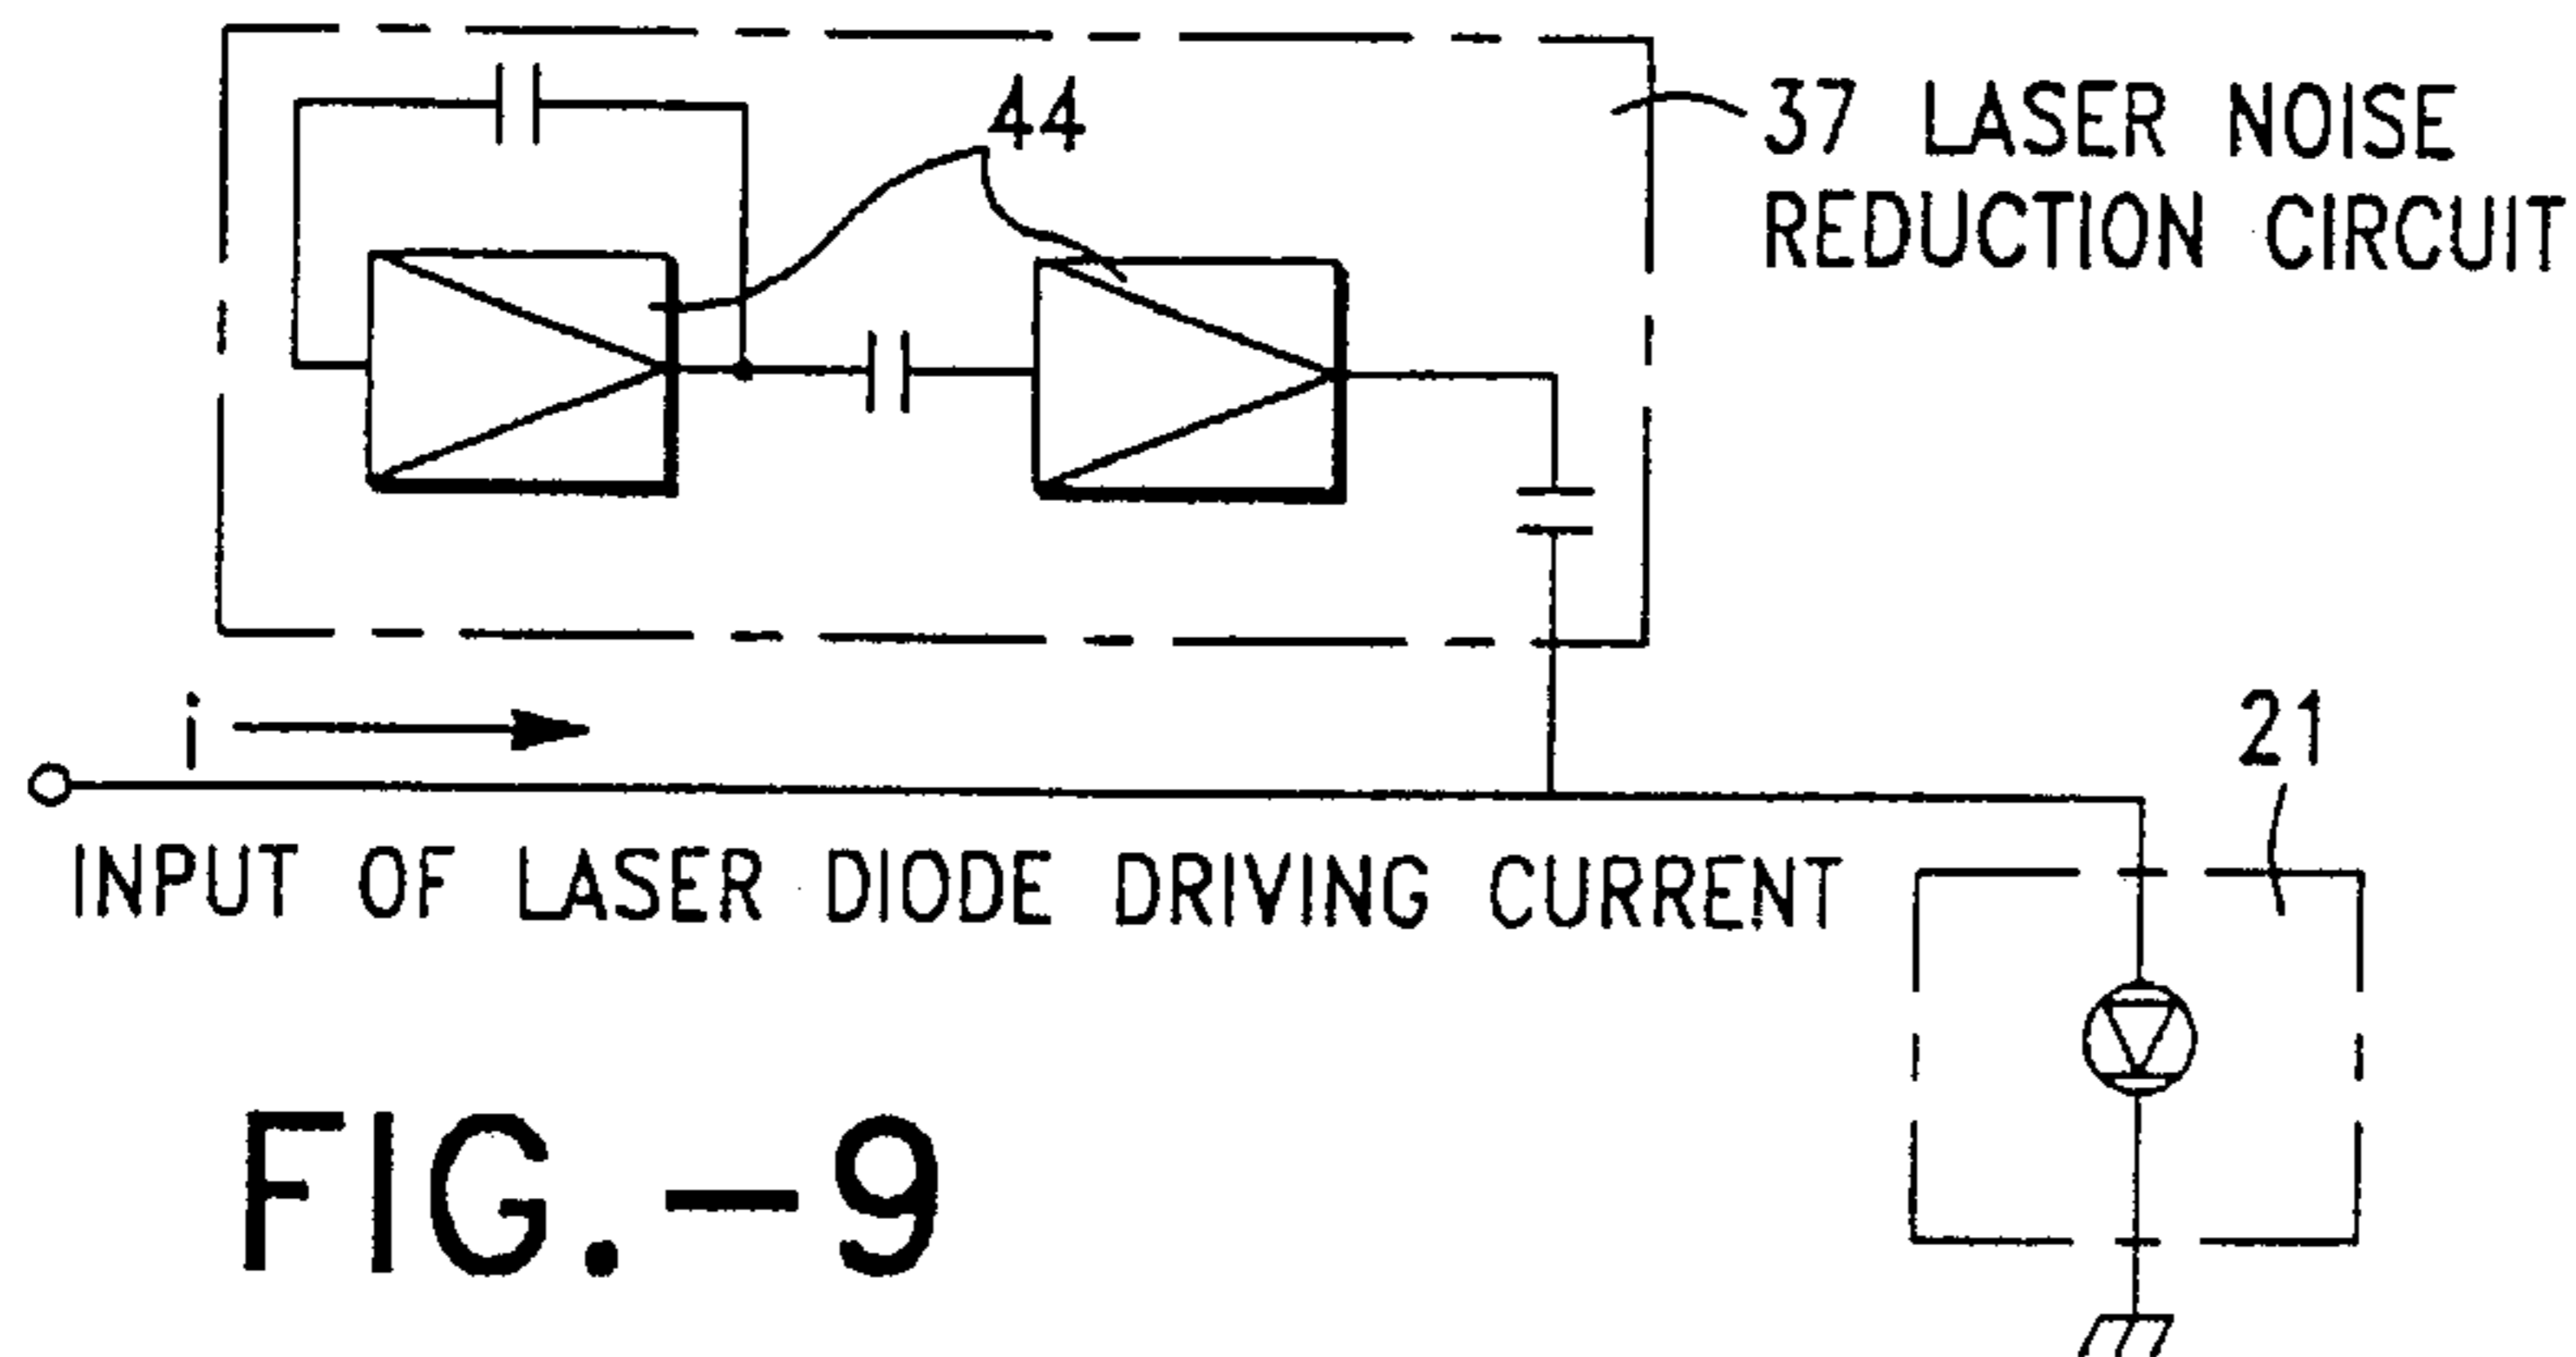 44
37 LASER NOISE
REDUCTION CIRCUIT
i
21
INPUT OF LASER DIODE DRIVING CURRENT
FIG.-9